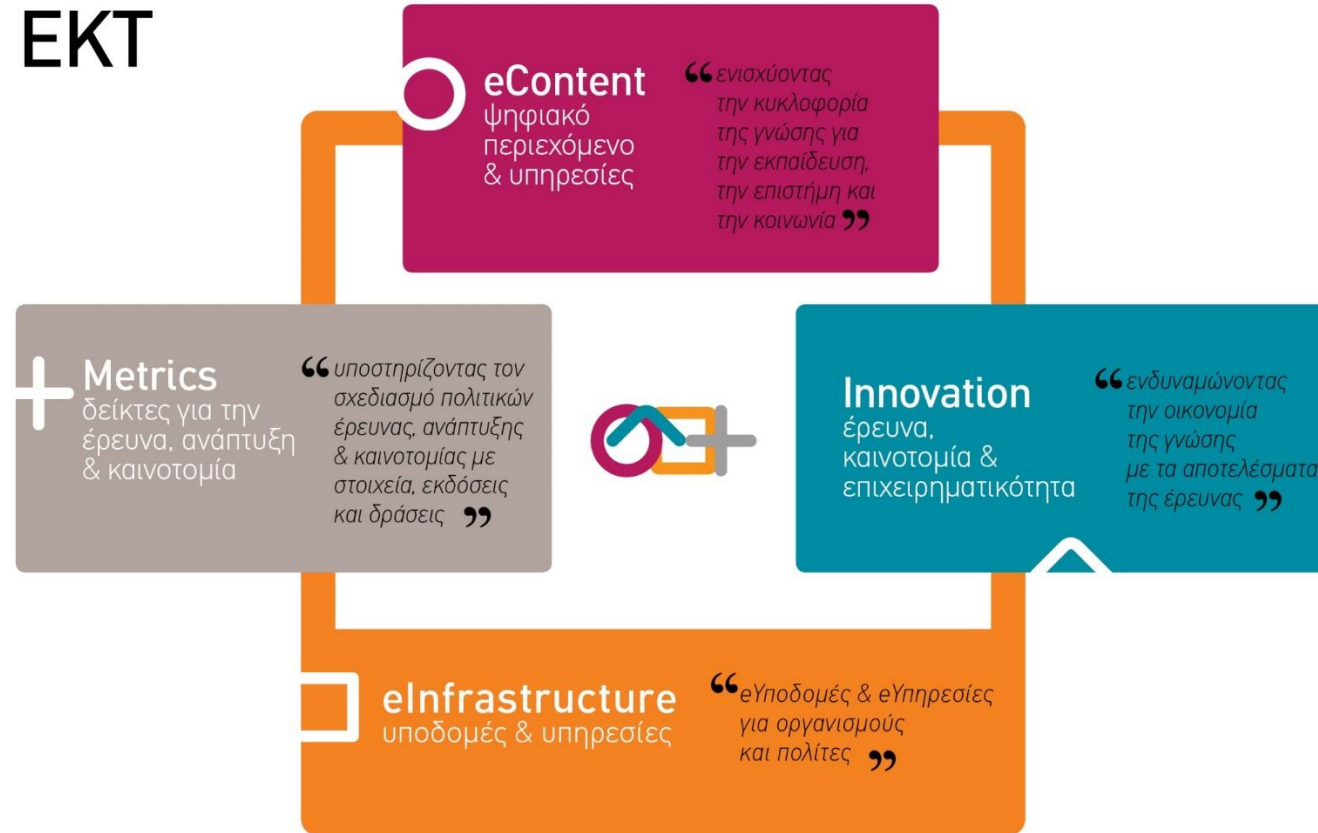 EKT
eContent
ψηφιακό
περιεχόμενο
& υπηρεσίες
“ ενισχύοντας
την κυκλοφορία
της γνώσης για
την εκπαίδευση,
την επιστήμη και
την κοινωνία ”
Metrics
δείκτες για την
έρευνα, ανάπτυξη
& καινοτομία
“ υποστηρίζοντας τον
σχεδιασμό πολιτικών
έρευνας, ανάπτυξης
& καινοτομίας με
στοιχεία, εκδόσεις
και δράσεις ”
Innovation
έρευνα,
καινοτομία &
επιχειρηματικότητα
“ ενδυναμώνοντας
την οικονομία
της γνώσης
με τα αποτελέσματα
της έρευνας ”
eInfrastructure
υποδομές & υπηρεσίες
“ eΥποδομές & eΥπηρεσίες
για οργανισμούς
και πολίτες ”